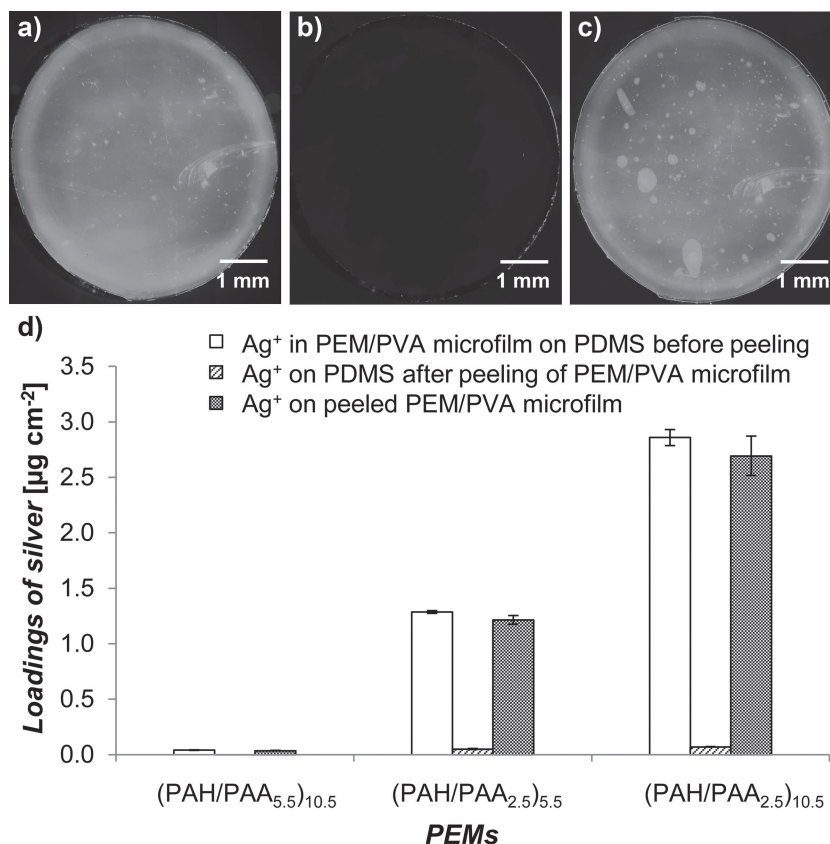 a)
b)
c)
1 mm
1 mm
1 mm
d)
Ag⁺ in PEM/PVA microfilm on PDMS before peeling
Ag⁺ on PDMS after peeling of PEM/PVA microfilm
Ag⁺ on peeled PEM/PVA microfilm
Loadings of silver [µg cm⁻²]
3.5
3.0
2.5
2.0
1.5
1.0
0.5
0.0
(PAH/PAA₅.₅)₁₀.₅
(PAH/PAA₂.₅)₅.₅
(PAH/PAA₂.₅)₁₀.₅
PEMs